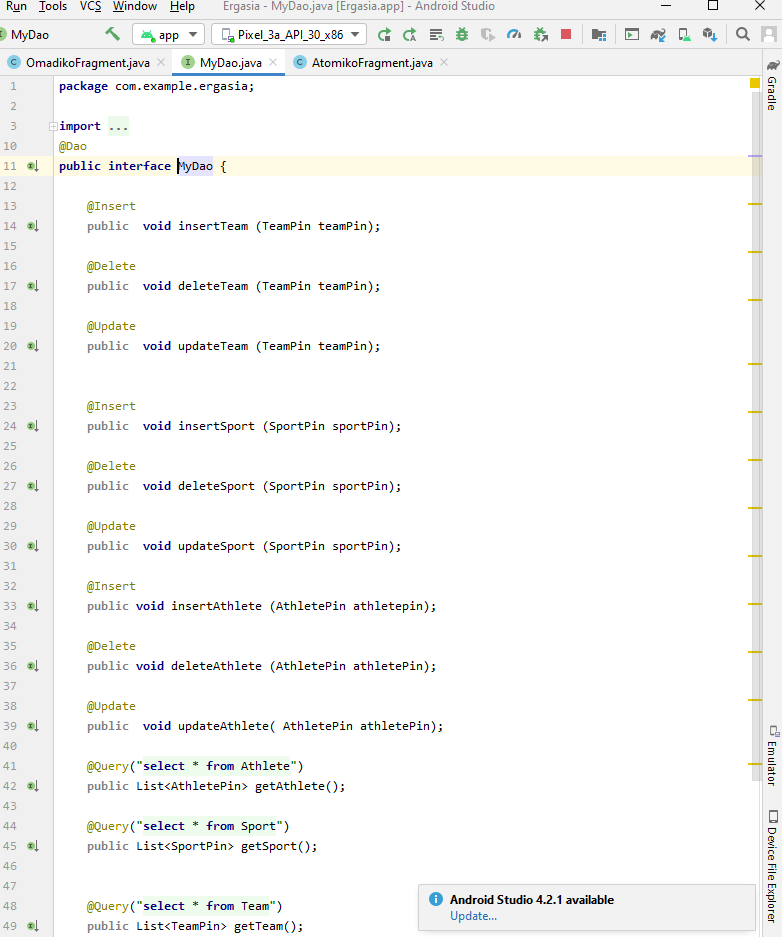 Run Tools VCS Window Help Ergasia - MyDao.java [Ergasia.app] - Android Studio
MyDao app Pixel_3a_API_30_x86
OmadikoFragment.java MyDao.java AtomikoFragment.java
1 package com.example.ergasia;
2
3 import ...
10 @Dao
11 public interface MyDao {
12
13 @Insert
14 public void insertTeam (TeamPin teamPin);
15
16 @Delete
17 public void deleteTeam (TeamPin teamPin);
18
19 @Update
20 public void updateTeam (TeamPin teamPin);
21
22
23 @Insert
24 public void insertSport (SportPin sportPin);
25
26 @Delete
27 public void deleteSport (SportPin sportPin);
28
29 @Update
30 public void updateSport (SportPin sportPin);
31
32 @Insert
33 public void insertAthlete (AthletePin athletepin);
34
35 @Delete
36 public void deleteAthlete (AthletePin athletePin);
37
38 @Update
39 public void updateAthlete( AthletePin athletePin);
40
41 @Query("select * from Athlete")
42 public List<AthletePin> getAthlete();
43
44 @Query("select * from Sport")
45 public List<SportPin> getSport();
46
47
48 @Query("select * from Team")
49 public List<TeamPin> getTeam();
Gradle
Emulator
Device File Explorer
Android Studio 4.2.1 available
Update...